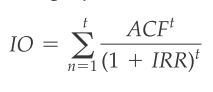 IO = \sum_{n=1}^{t} \frac{ACF^t}{(1 + IRR)^t}